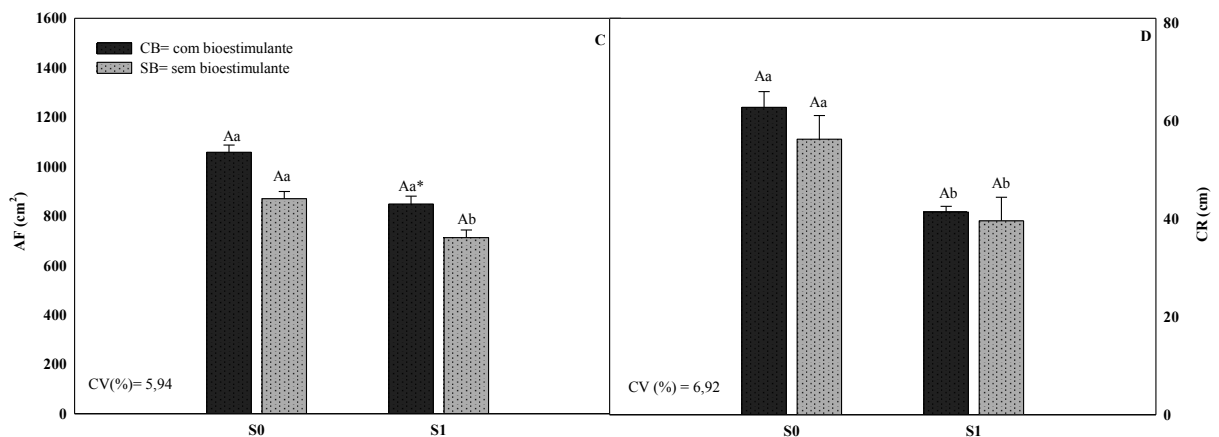 1600
1400
1200
1000
800
600
400
200
0
AF (cm²)
C
CB= com bioestimulante
SB= sem bioestimulante
Aa
Aa
Aa*
Ab
CV(%)= 5,94
S0
S1
D
Aa
Aa
Ab
Ab
CV (%) = 6,92
S0
S1
80
60
40
20
0
CR (cm)